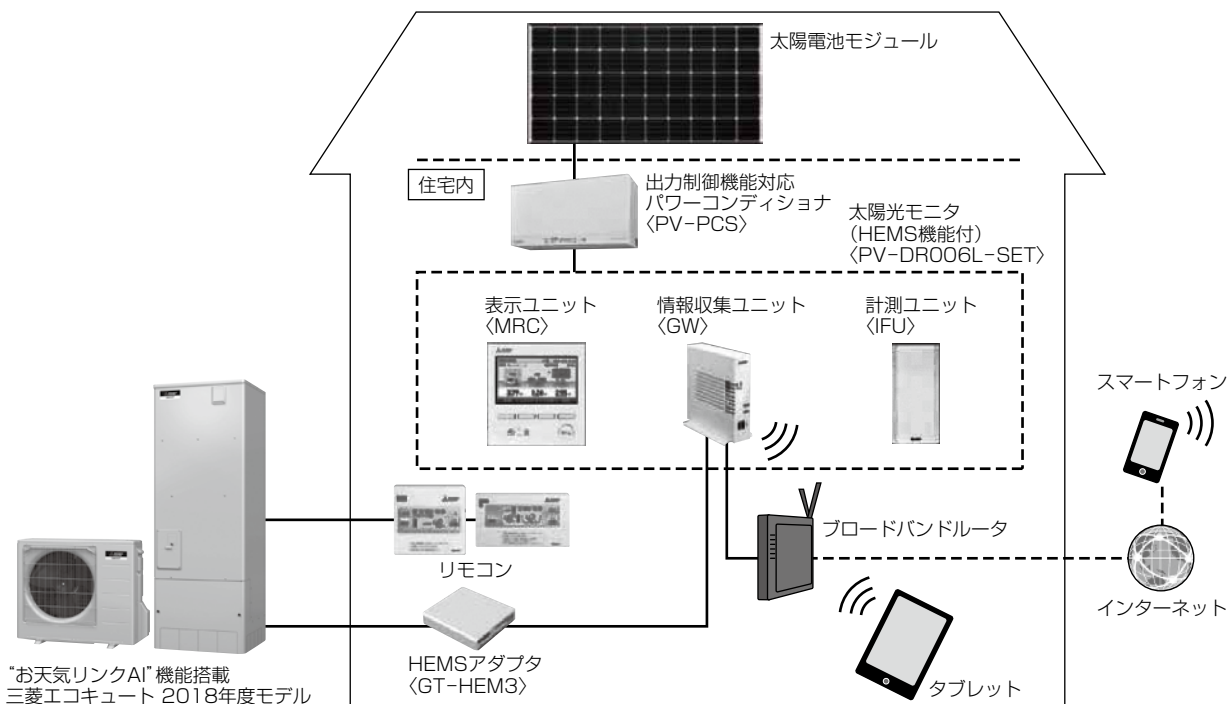 太陽電池モジュール
住宅内
出力制御機能対応
パワーコンディショナ
〈PV-PCS〉
太陽光モニタ
(HEMS機能付)
〈PV-DR006L-SET〉
表示ユニット
〈MRC〉
情報収集ユニット
〈GW〉
計測ユニット
〈IFU〉
スマートフォン
ブロードバンドルータ
リモコン
インターネット
HEMSアダプタ
〈GT-HEM3〉
タブレット
“お天気リンクAI”機能搭載
三菱エコキュート 2018年度モデル